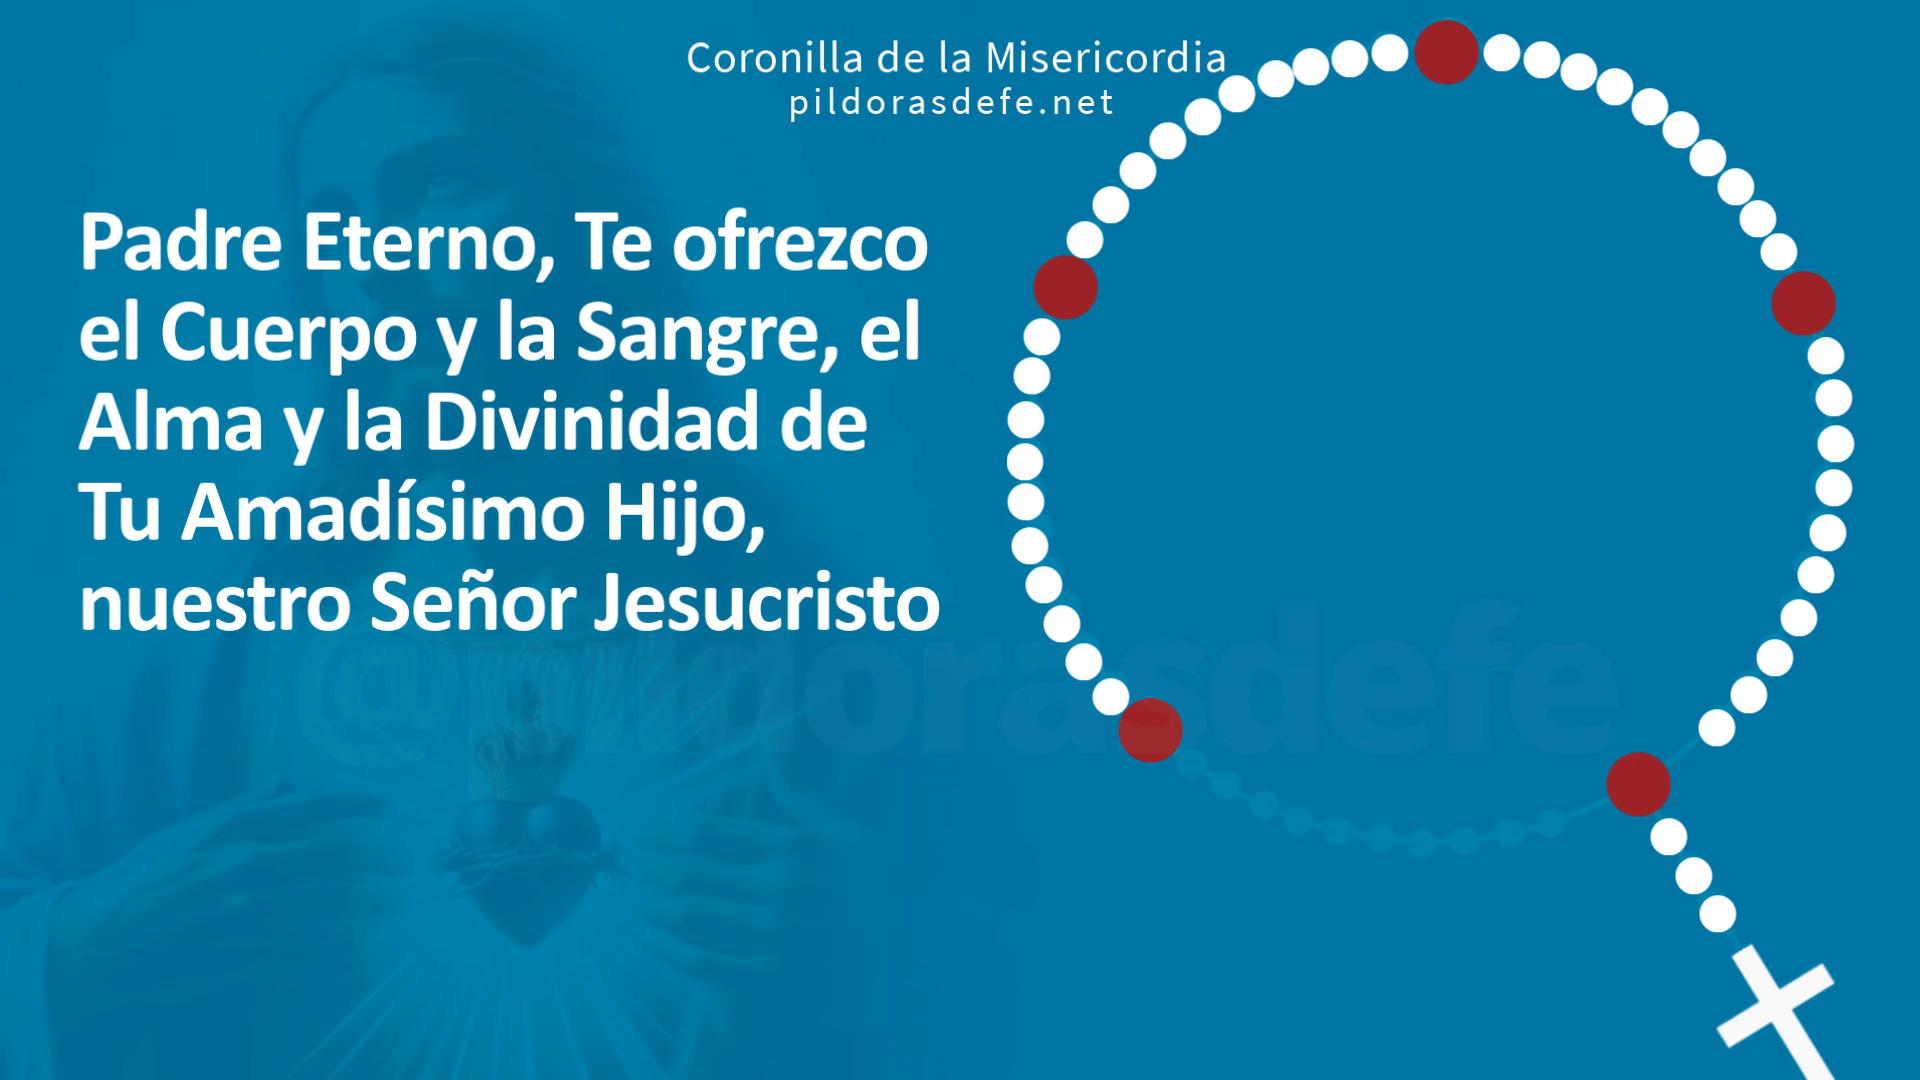 Coronilla de la Misericordia
pildorasdefe.net
Padre Eterno, Te ofrezco
el Cuerpo y la Sangre, el
Alma y la Divinidad de
Tu Amadísimo Hijo,
nuestro Señor Jesucristo
@pildorasdefe